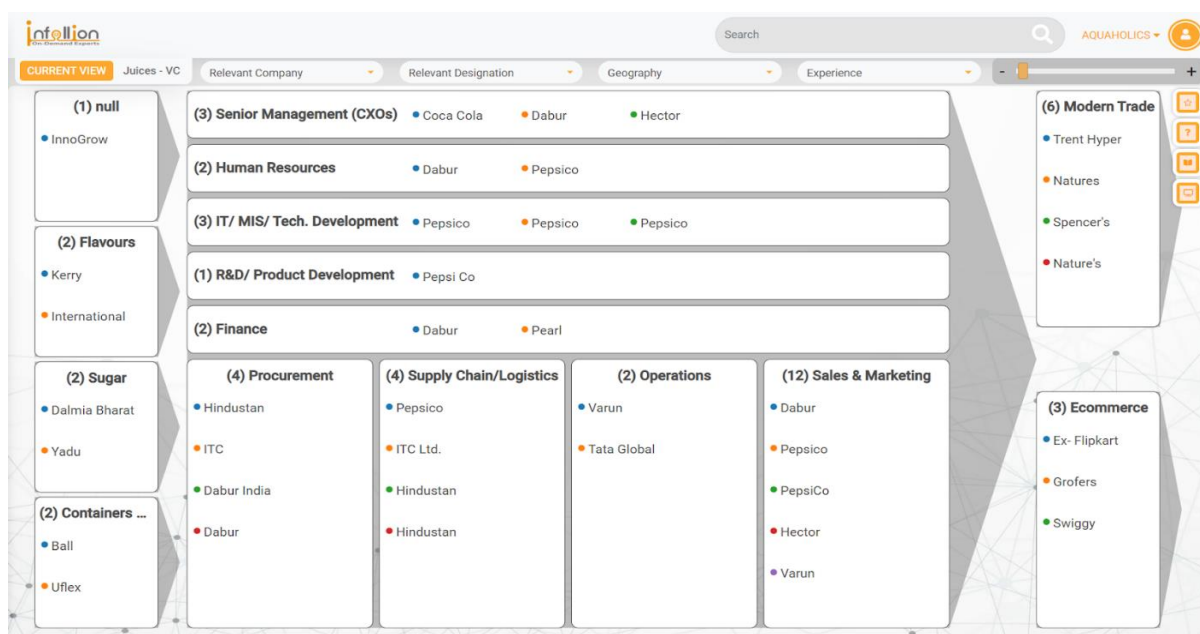 infollion
On-Demand Experts
Search
AQUAHOLICS
CURRENT VIEW
Juices - VC
Relevant Company
Relevant Designation
Geography
Experience
- +
(1) null
InnoGrow
(2) Flavours
Kerry
International
(2) Sugar
Dalmia Bharat
Yadu
(2) Containers ...
Ball
Uflex
(3) Senior Management (CXOs) Coca Cola Dabur Hector
(2) Human Resources Dabur Pepsico
(3) IT/ MIS/ Tech. Development Pepsico Pepsico Pepsico
(1) R&D/ Product Development Pepsi Co
(2) Finance Dabur Pearl
(4) Procurement
Hindustan
ITC
Dabur India
Dabur
(4) Supply Chain/Logistics
Pepsico
ITC Ltd.
Hindustan
Hindustan
(2) Operations
Varun
Tata Global
(12) Sales & Marketing
Dabur
Pepsico
PepsiCo
Hector
Varun
(6) Modern Trade
Trent Hyper
Natures
Spencer's
Nature's
(3) Ecommerce
Ex- Flipkart
Grofers
Swiggy
?